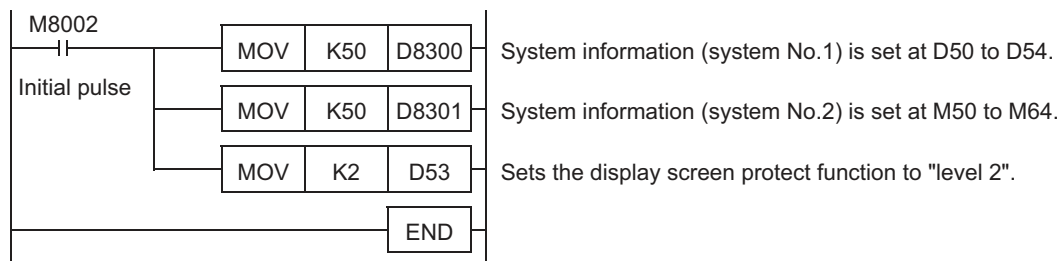 M8002
MOV K50 D8300 System information (system No.1) is set at D50 to D54.
Initial pulse
MOV K50 D8301 System information (system No.2) is set at M50 to M64.
MOV K2 D53 Sets the display screen protect function to "level 2".
END